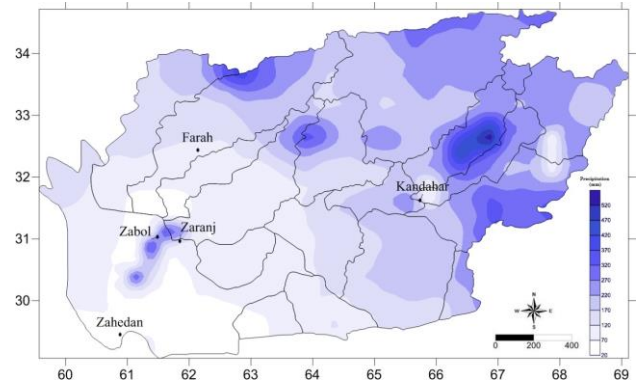 34
33
32
31
30
Farah
Kandahar
Zabol
Zaranj
Zahedan
Precipitation
(mm)
520
470
420
370
320
270
220
170
120
70
20
N
W E
S
0 200 400
60 61 62 63 64 65 66 67 68 69